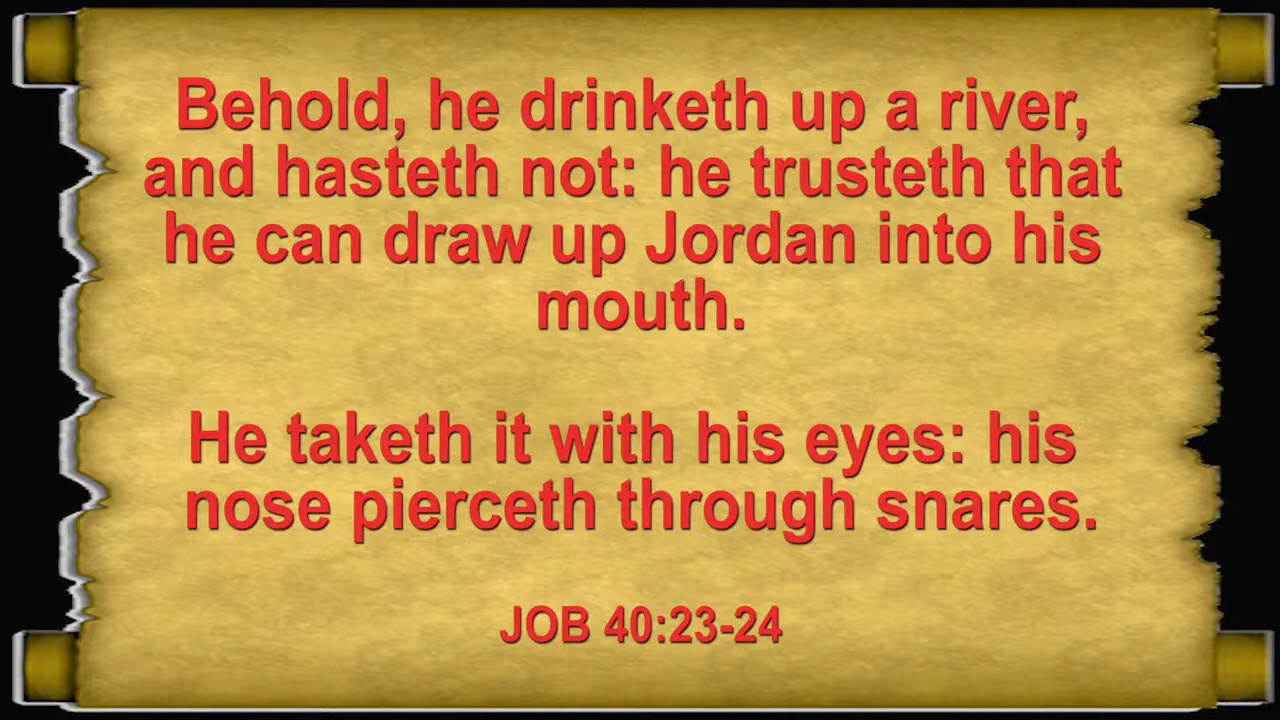 Behold, he drinketh up a river,
and hasteth not: he trusteth that
he can draw up Jordan into his
mouth.
He taketh it with his eyes: his
nose pierceth through snares.
JOB 40:23-24